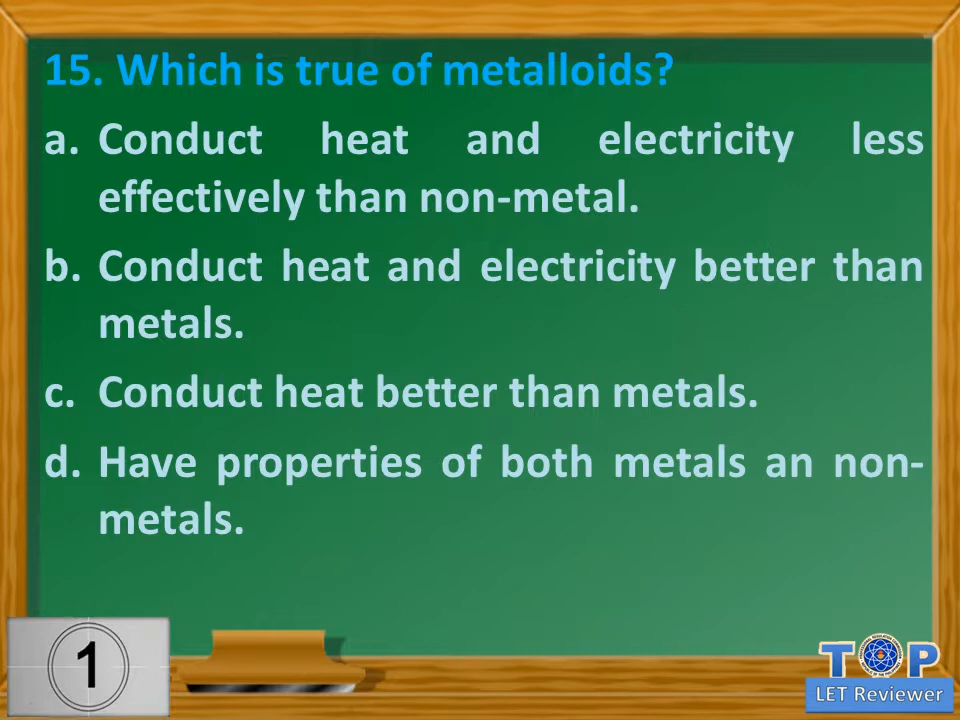 15. Which is true of metalloids?
a. Conduct heat and electricity less
effectively than non-metal.
b. Conduct heat and electricity better than
metals.
c. Conduct heat better than metals.
d. Have properties of both metals an non-
metals.
1
TOP
LET Reviewer